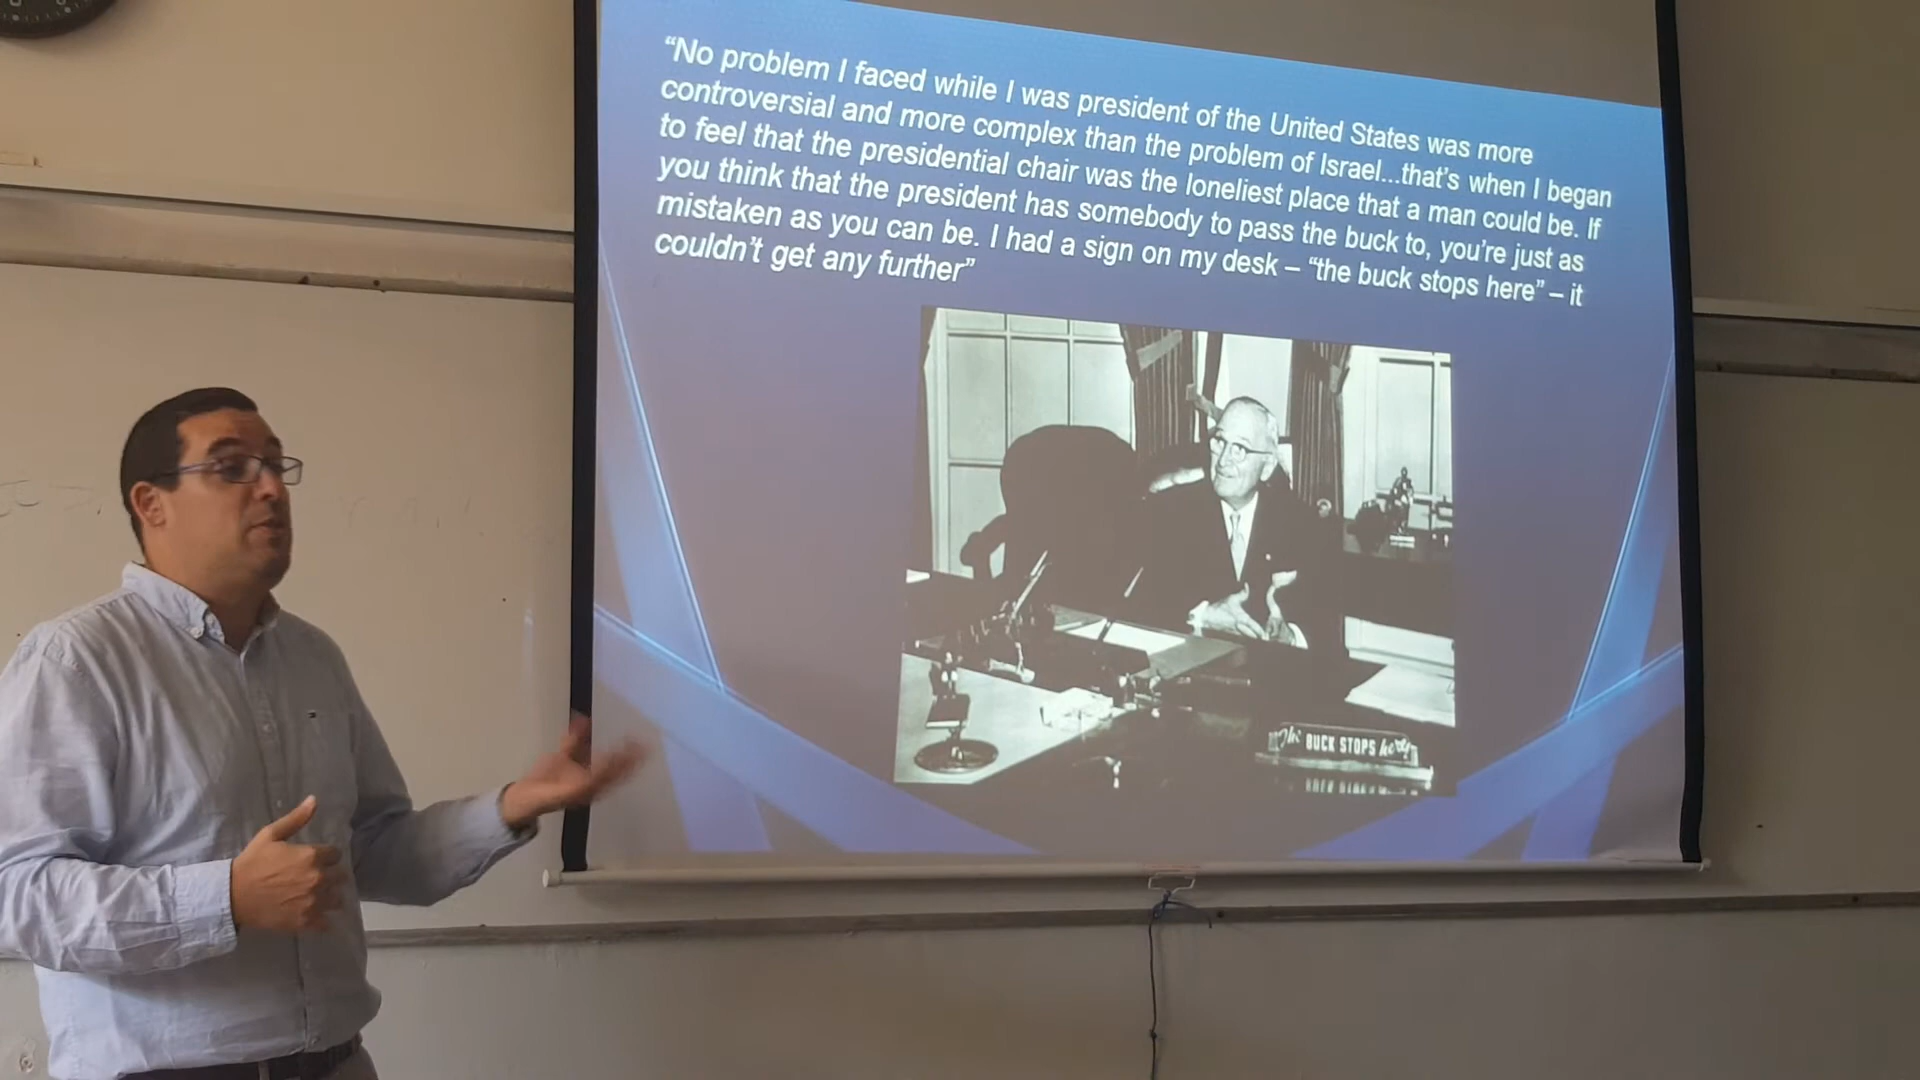 “No problem I faced while I was president of the United States was more
controversial and more complex than the problem of Israel...that’s when I began
to feel that the presidential chair was the loneliest place that a man could be. If
you think that the president has somebody to pass the buck to, you’re just as
mistaken as you can be. I had a sign on my desk – “the buck stops here” – it
couldn’t get any further”
The BUCK STOPS here